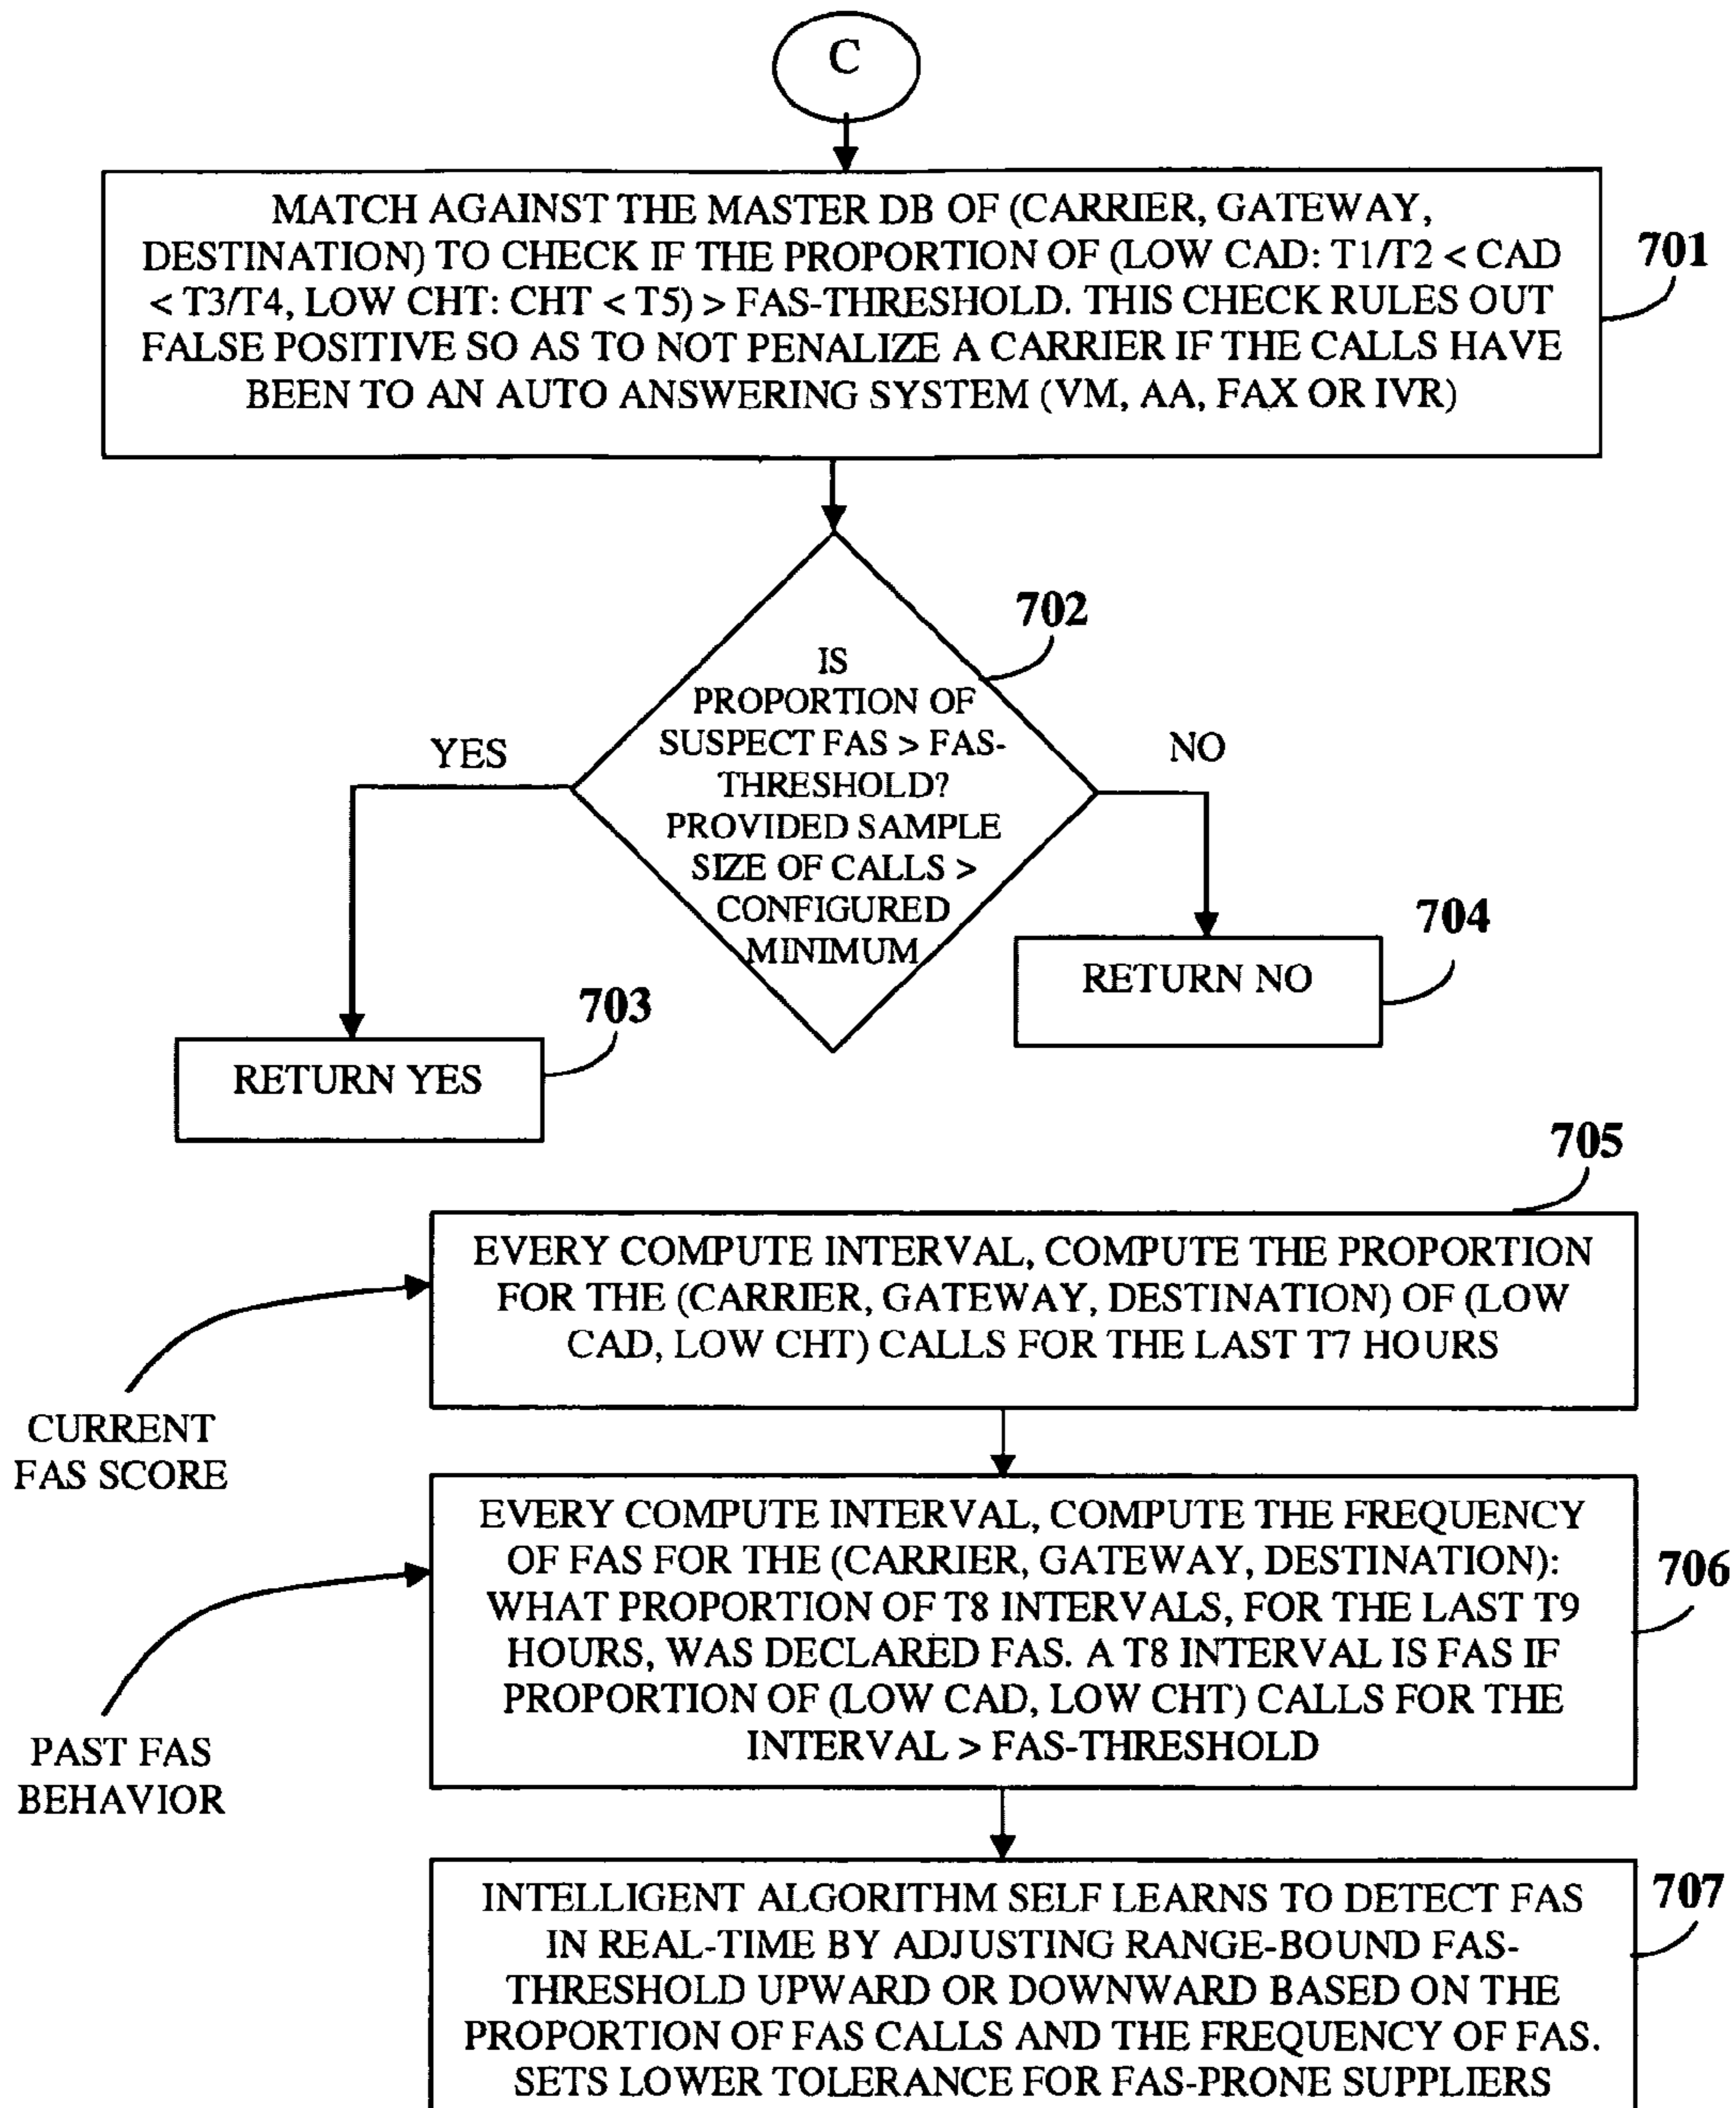 C
MATCH AGAINST THE MASTER DB OF (CARRIER, GATEWAY,
DESTINATION) TO CHECK IF THE PROPORTION OF (LOW CAD: T1/T2 < CAD
< T3/T4, LOW CHT: CHT < T5) > FAS-THRESHOLD. THIS CHECK RULES OUT
FALSE POSITIVE SO AS TO NOT PENALIZE A CARRIER IF THE CALLS HAVE
BEEN TO AN AUTO ANSWERING SYSTEM (VM, AA, FAX OR IVR)
701
702
IS
PROPORTION OF
SUSPECT FAS > FAS-
THRESHOLD?
PROVIDED SAMPLE
SIZE OF CALLS >
CONFIGURED
MINIMUM
YES
NO
704
RETURN NO
703
RETURN YES
705
EVERY COMPUTE INTERVAL, COMPUTE THE PROPORTION
FOR THE (CARRIER, GATEWAY, DESTINATION) OF (LOW
CAD, LOW CHT) CALLS FOR THE LAST T7 HOURS
CURRENT
FAS SCORE
EVERY COMPUTE INTERVAL, COMPUTE THE FREQUENCY
OF FAS FOR THE (CARRIER, GATEWAY, DESTINATION):
WHAT PROPORTION OF T8 INTERVALS, FOR THE LAST T9
HOURS, WAS DECLARED FAS. A T8 INTERVAL IS FAS IF
PROPORTION OF (LOW CAD, LOW CHT) CALLS FOR THE
INTERVAL > FAS-THRESHOLD
706
PAST FAS
BEHAVIOR
INTELLIGENT ALGORITHM SELF LEARNS TO DETECT FAS
IN REAL-TIME BY ADJUSTING RANGE-BOUND FAS-
THRESHOLD UPWARD OR DOWNWARD BASED ON THE
PROPORTION OF FAS CALLS AND THE FREQUENCY OF FAS.
SETS LOWER TOLERANCE FOR FAS-PRONE SUPPLIERS
707